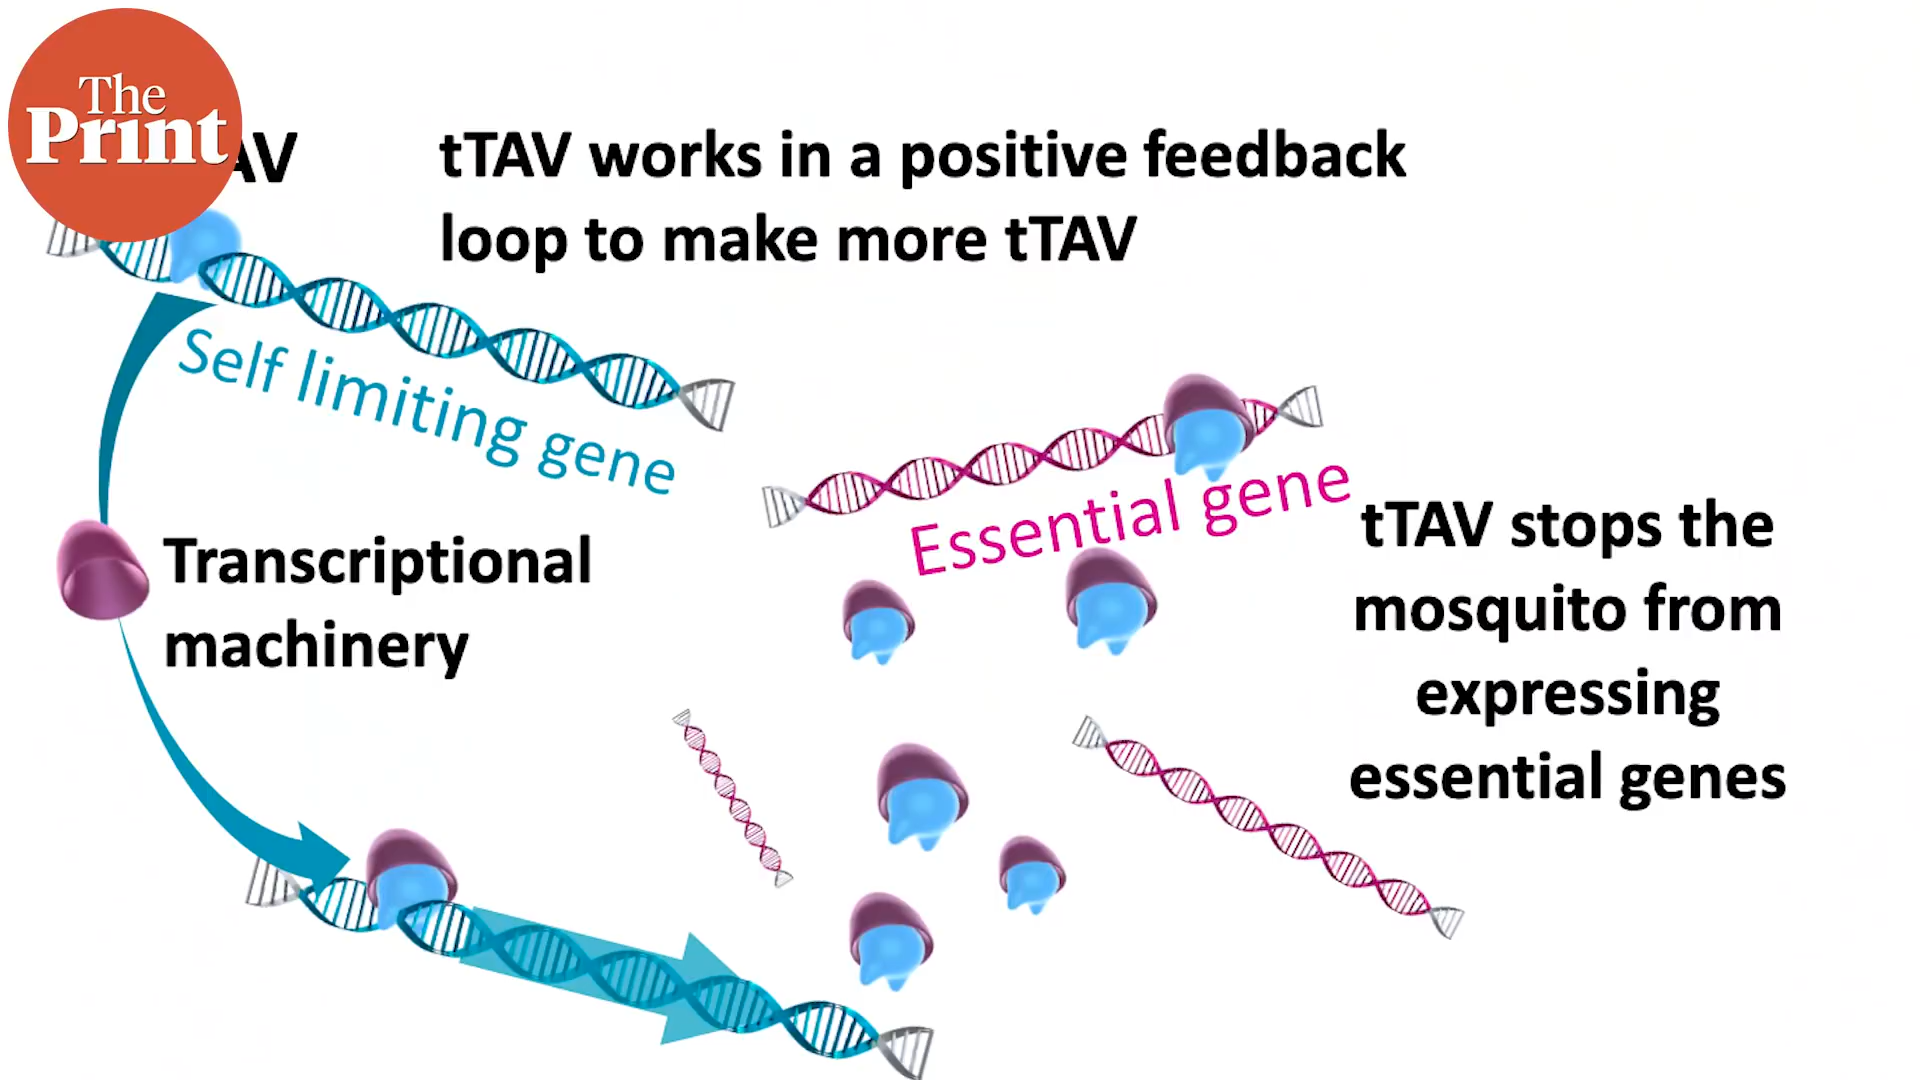 The
Print
AV
tTAV works in a positive feedback
loop to make more tTAV
Self limiting gene
Essential gene
Transcriptional
machinery
tTAV stops the
mosquito from
expressing
essential genes